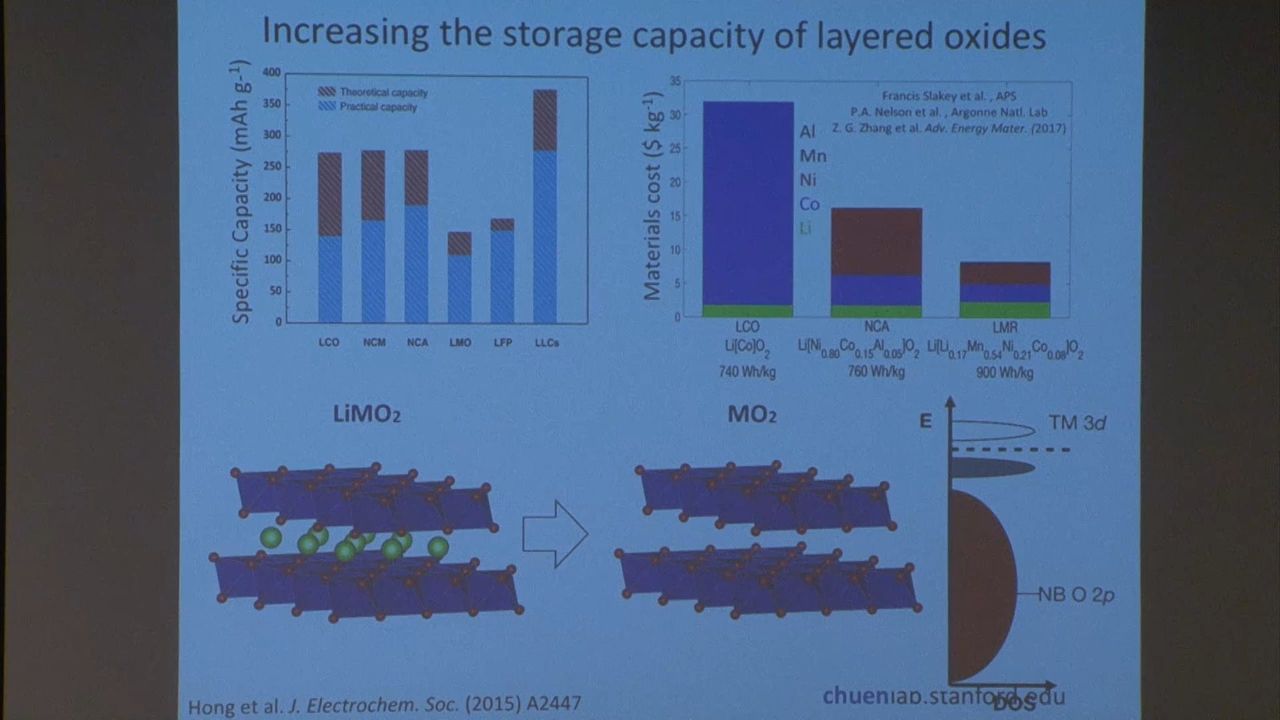 Increasing the storage capacity of layered oxides
Specific Capacity (mAh g⁻¹)
400
350
300
250
200
150
100
50
0
Theoretical capacity
Practical capacity
LCO NCM NCA LMO LFP LLCs
Materials cost ($ kg⁻¹)
35
30
25
20
15
10
5
0
Francis Slakey et al. , APS
P.A. Nelson et al. , Argonne Natl. Lab
Z. G. Zhang et al. Adv. Energy Mater. (2017)
Al
Mn
Ni
Co
Li
LCO
Li[Co]O₂
740 Wh/kg
NCA
Li[Ni₀.₈₀Co₀.₁₅Al₀.₀₅]O₂
760 Wh/kg
LMR
Li[Li₀.₁₇Mn₀.₅₄Ni₀.₂₁Co₀.₀₈]O₂
900 Wh/kg
LiMO₂
MO₂
E
TM 3d
NB O 2p
DOS
Hong et al. J. Electrochem. Soc. (2015) A2447
chuenlab.stanford.edu